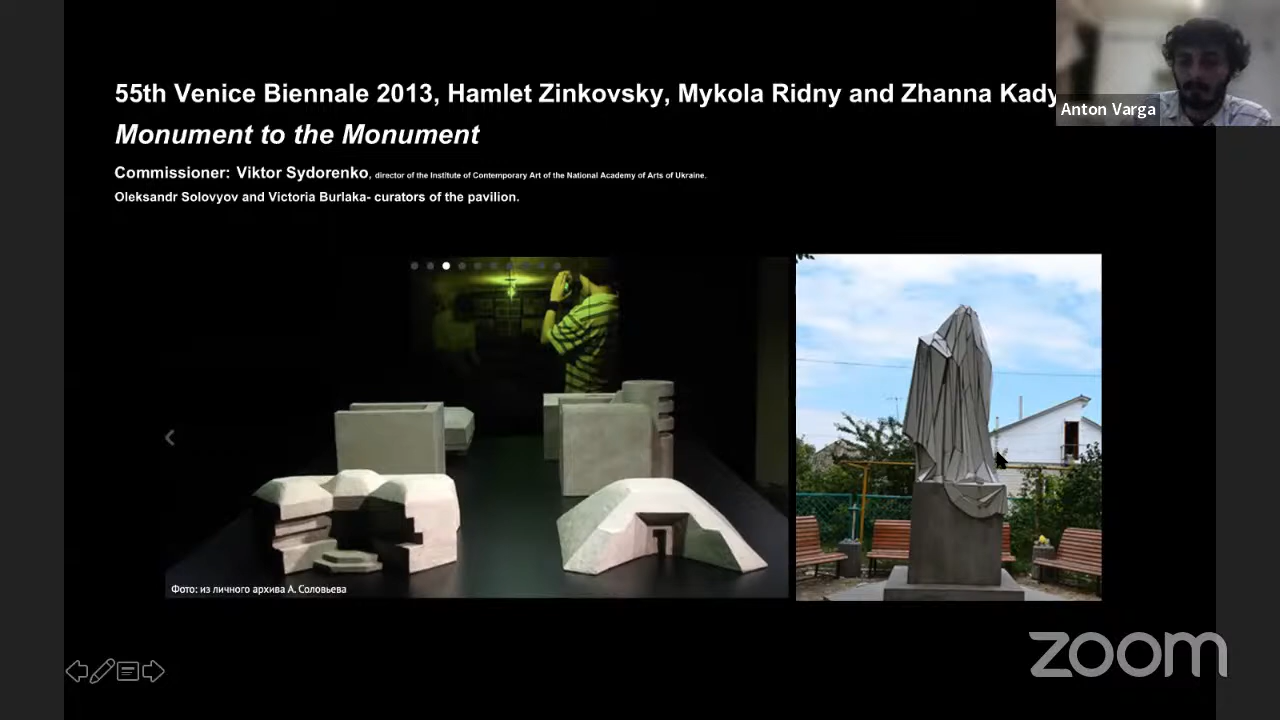 55th Venice Biennale 2013, Hamlet Zinkovsky, Mykola Ridny and Zhanna Kady
Anton Varga
Monument to the Monument
Commissioner: Viktor Sydorenko, director of the Institute of Contemporary Art of the National Academy of Arts of Ukraine.
Oleksandr Solovyov and Victoria Burlaka- curators of the pavilion.
Фото: из личного архива А. Соловьева
zoom